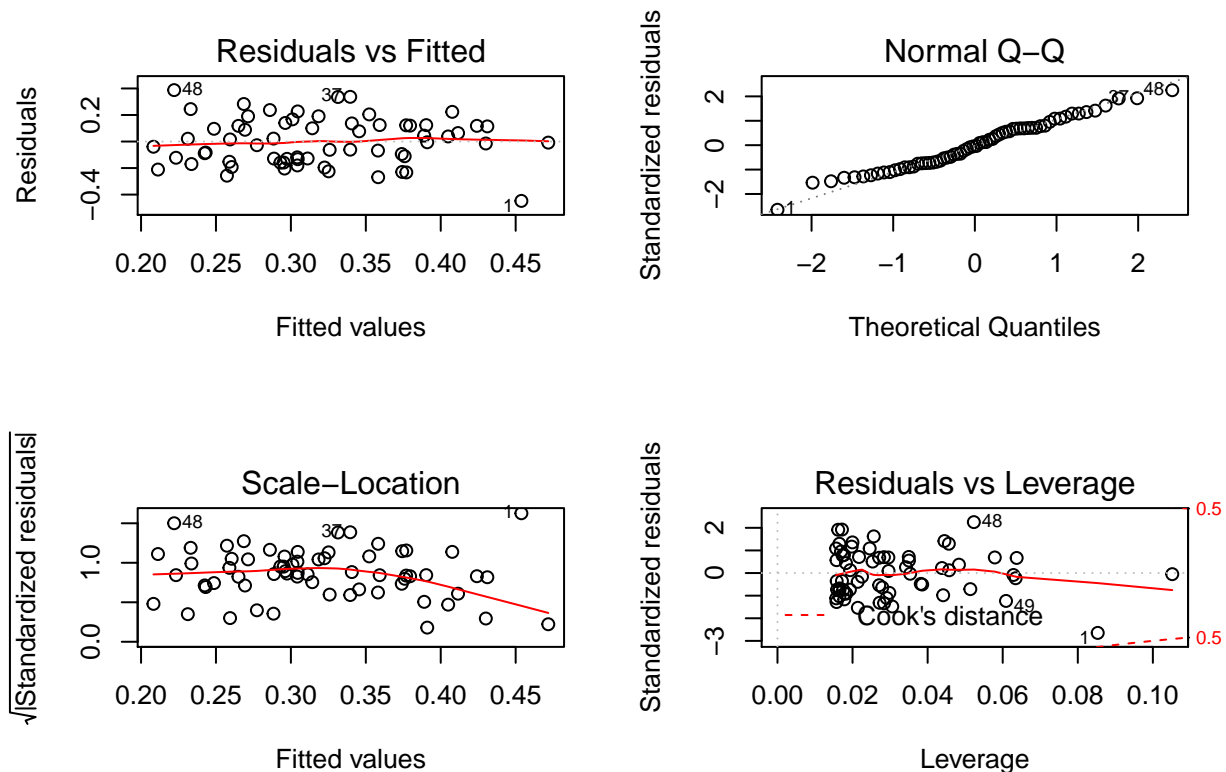 Residuals vs Fitted
Residuals
0.2
−0.4
48
37
1
0.20 0.25 0.30 0.35 0.40 0.45
Fitted values
Normal Q−Q
Standardized residuals
2
0
−2
1
37
48
−2 −1 0 1 2
Theoretical Quantiles
Scale−Location
√|Standardized residuals|
1.0
0.0
48
37
1
0.20 0.25 0.30 0.35 0.40 0.45
Fitted values
Residuals vs Leverage
Standardized residuals
2
0
−3
48
49
1
Cook's distance
0.5
0.5
0.00 0.02 0.04 0.06 0.08 0.10
Leverage